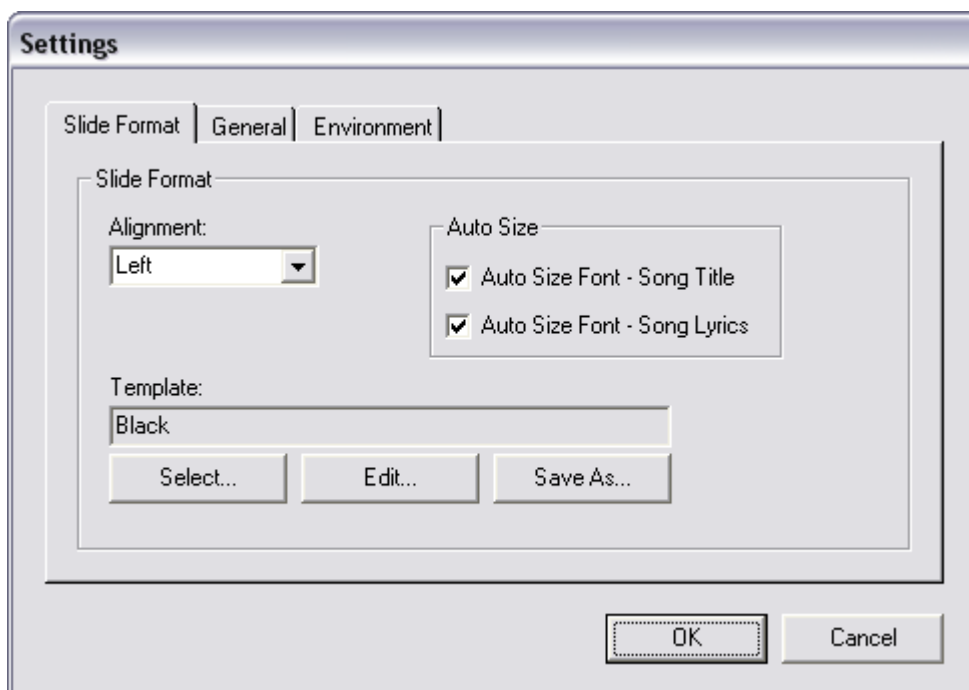 Settings
Slide Format General Environment
Slide Format
Alignment:
Left
Auto Size
Auto Size Font - Song Title
Auto Size Font - Song Lyrics
Template:
Black
Select... Edit... Save As...
OK Cancel